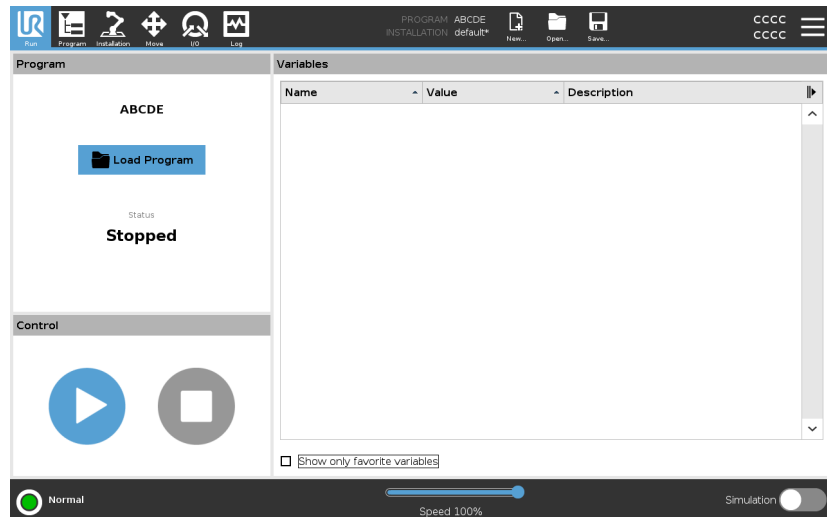 UR
PROGRAM ABCDE
INSTALLATION default*
CCCC
CCCC
Run Program Installation Move I/O Log
New... Open... Save...
Program
ABCDE
Load Program
Status
Stopped
Control
Variables
Name Value Description
Show only favorite variables
Normal
Speed 100%
Simulation